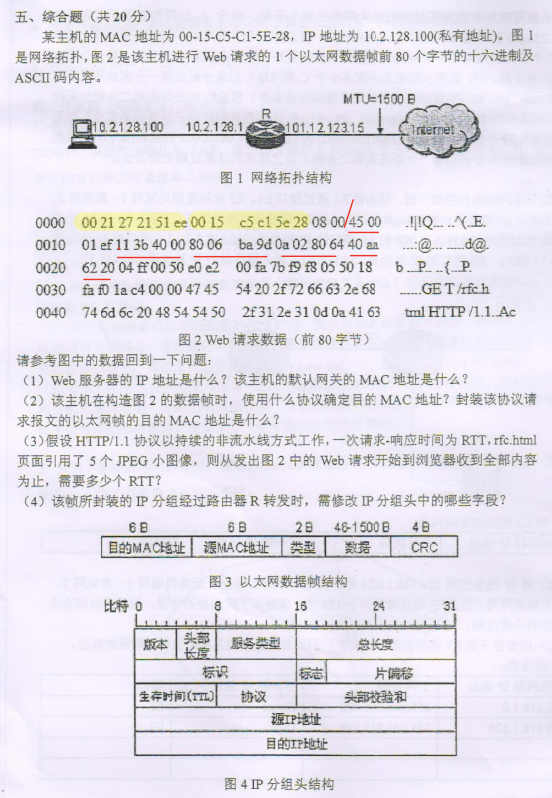 五、综合题（共 20 分）
某主机的 MAC 地址为 00-15-C5-C1-5E-28，IP 地址为 10.2.128.100(私有地址)。图 1
是网络拓扑结构，图 2 是该主机进行 Web 请求的 1 个以太网数据帧前 80 个字节的十六进制及
ASCII 码内容。
R
MTU=1500 B
10.2.128.100
10.2.128.1
101.12.123.15
Internet
图 1 网络拓扑结构
0000 00 21 27 21 51 ee 00 15 c5 c1 5e 28 08 00 45 00 .!|!Q... ..^(..E.
0010 01 ef 11 3b 40 00 80 06 ba 9d 0a 02 80 64 40 aa ...:@... .....d@.
0020 62 20 04 ff 00 50 e0 e2 00 fa 7b f9 f8 05 50 18 b ...P... ..{...P.
0030 fa f0 1a c4 00 00 47 45 54 20 2f 72 66 63 2e 68 ......GE T /rfc.h
0040 74 6d 6c 20 48 54 54 50 2f 31 2e 31 0d 0a 41 63 tml HTTP /1.1..Ac
图 2 Web 请求数据（前 80 字节）
请参考图中的数据回到一下问题：
（1）Web 服务器的 IP 地址是什么？该主机的默认网关的 MAC 地址是什么？
（2）该主机在构造图 2 的数据帧时，使用什么协议确定目的 MAC 地址？封装该协议请
求报文的以太网帧的目的 MAC 地址是什么？
（3）假设 HTTP/1.1 协议以持续的非流水线方式工作，一次请求-响应时间为 RTT，rfc.html
页面引用了 5 个 JPEG 小图像，则从发出图 2 中的 Web 请求开始到浏览器收到全部内容
为止，需要多少个 RTT？
（4）该帧所封装的 IP 分组经过路由器 R 转发时，需修改 IP 分组头中的哪些字段？
6 B 6 B 2 B 46-1500 B 4 B
目的MAC地址 源MAC地址 类型 数据 CRC
图 3 以太网数据帧结构
比特 0 8 16 24 31
版本 头部长度 服务类型 总长度
标识 标志 片偏移
生存时间(TTL) 协议 头部校验和
源IP地址
目的IP地址
图 4 IP 分组头结构